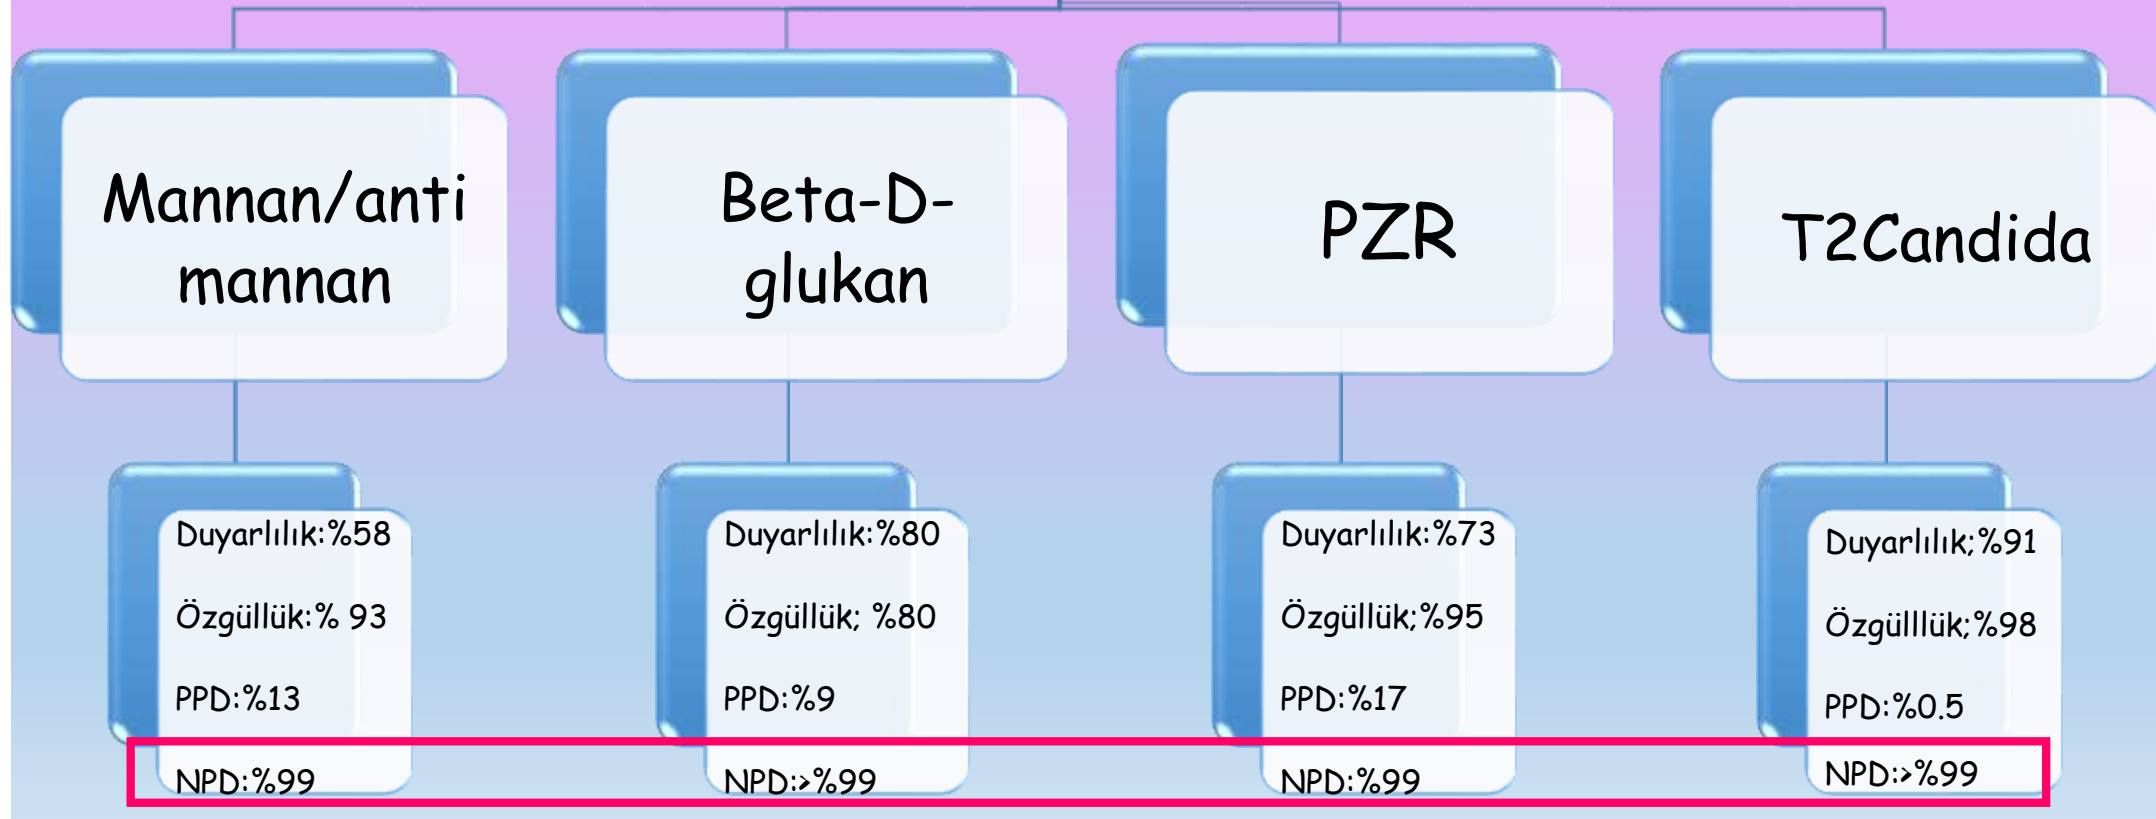 Mannan/anti
mannan
Beta-D-
glukan
PZR
T2Candida
Duyarlılık:%58
Özgüllük:% 93
PPD:%13
NPD:%99
Duyarlılık:%80
Özgüllük; %80
PPD:%9
NPD:>%99
Duyarlılık:%73
Özgüllük;%95
PPD:%17
NPD:%99
Duyarlılık;%91
Özgülllük;%98
PPD:%0.5
NPD:>%99